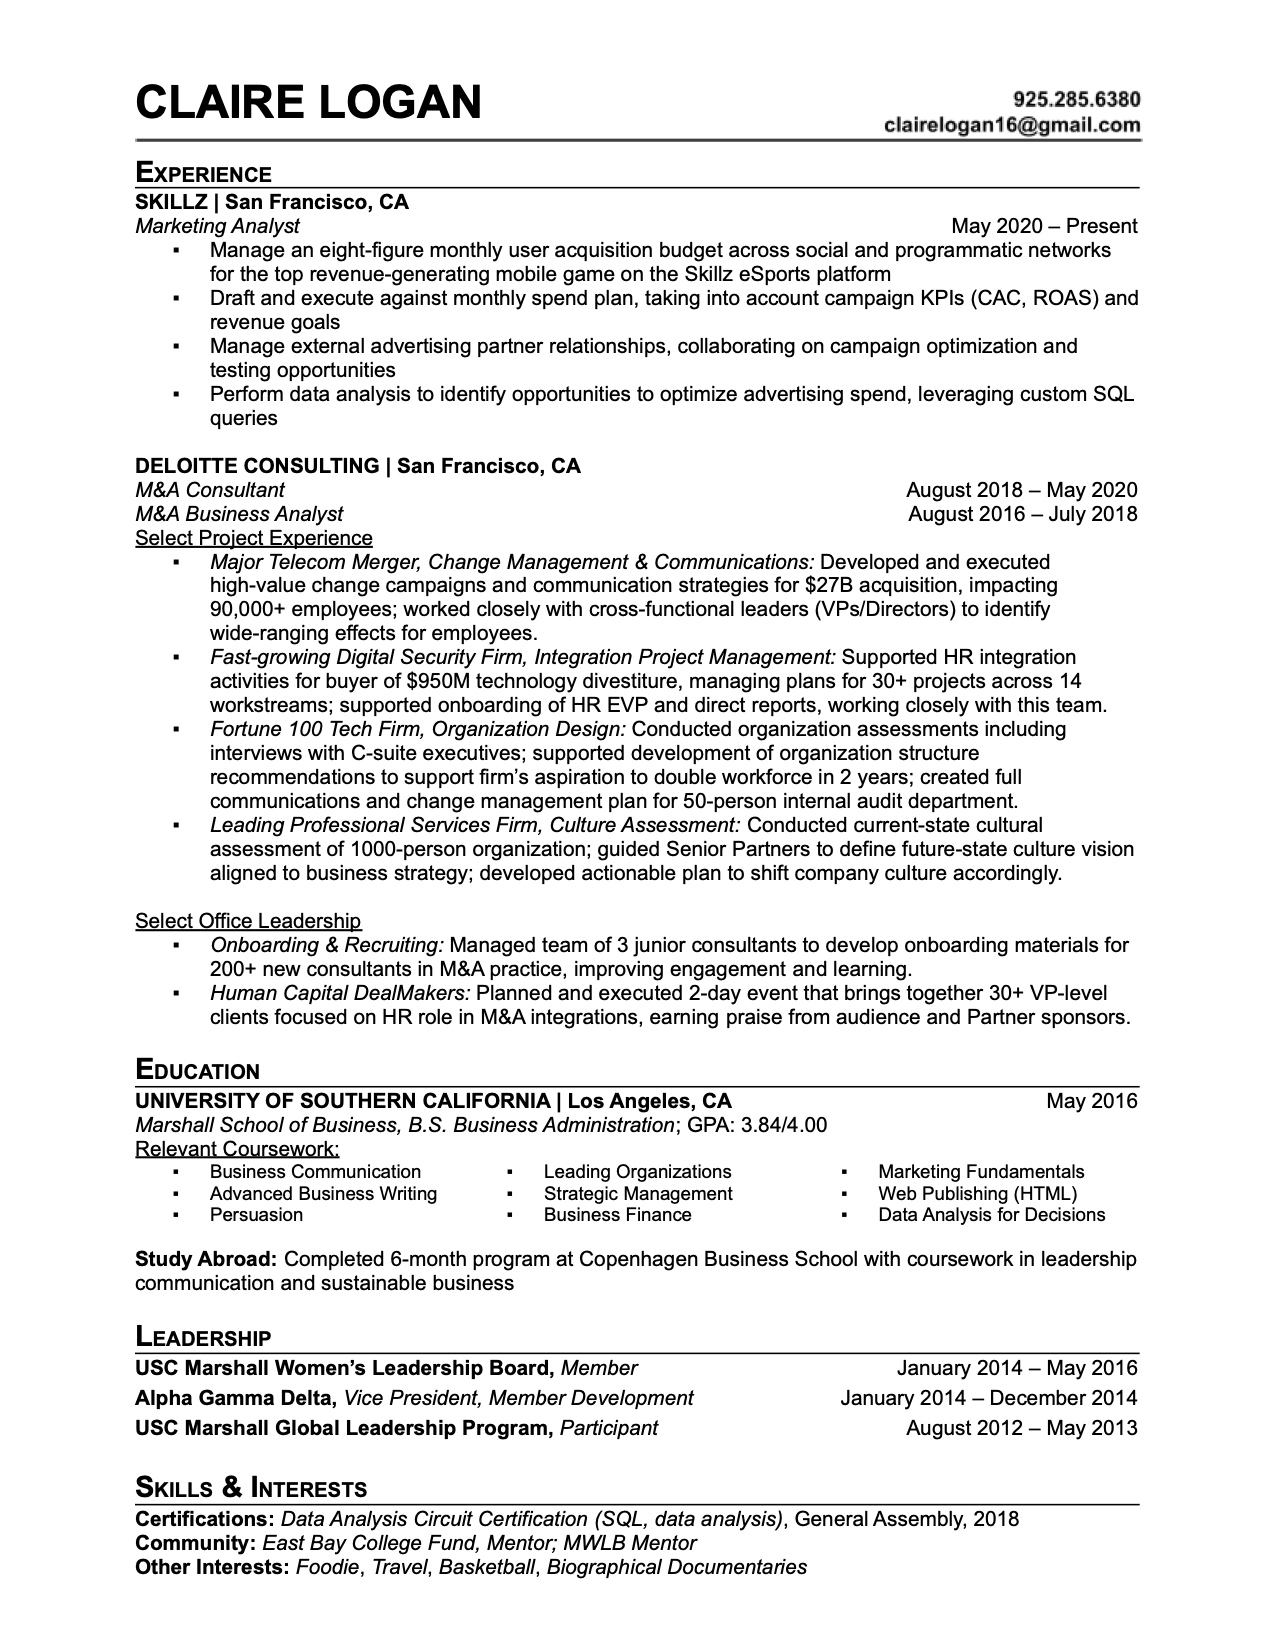 CLAIRE LOGAN
925.285.6380
clairelogan16@gmail.com
EXPERIENCE
SKILLZ | San Francisco, CA
Marketing Analyst May 2020 – Present
▪ Manage an eight-figure monthly user acquisition budget across social and programmatic networks
for the top revenue-generating mobile game on the Skillz eSports platform
▪ Draft and execute against monthly spend plan, taking into account campaign KPIs (CAC, ROAS) and
revenue goals
▪ Manage external advertising partner relationships, collaborating on campaign optimization and
testing opportunities
▪ Perform data analysis to identify opportunities to optimize advertising spend, leveraging custom SQL
queries
DELOITTE CONSULTING | San Francisco, CA
M&A Consultant August 2018 – May 2020
M&A Business Analyst August 2016 – July 2018
Select Project Experience
▪ Major Telecom Merger, Change Management & Communications: Developed and executed
high-value change campaigns and communication strategies for $27B acquisition, impacting
90,000+ employees; worked closely with cross-functional leaders (VPs/Directors) to identify
wide-ranging effects for employees.
▪ Fast-growing Digital Security Firm, Integration Project Management: Supported HR integration
activities for buyer of $950M technology divestiture, managing plans for 30+ projects across 14
workstreams; supported onboarding of HR EVP and direct reports, working closely with this team.
▪ Fortune 100 Tech Firm, Organization Design: Conducted organization assessments including
interviews with C-suite executives; supported development of organization structure
recommendations to support firm’s aspiration to double workforce in 2 years; created full
communications and change management plan for 50-person internal audit department.
▪ Leading Professional Services Firm, Culture Assessment: Conducted current-state cultural
assessment of 1000-person organization; guided Senior Partners to define future-state culture vision
aligned to business strategy; developed actionable plan to shift company culture accordingly.
Select Office Leadership
▪ Onboarding & Recruiting: Managed team of 3 junior consultants to develop onboarding materials for
200+ new consultants in M&A practice, improving engagement and learning.
▪ Human Capital DealMakers: Planned and executed 2-day event that brings together 30+ VP-level
clients focused on HR role in M&A integrations, earning praise from audience and Partner sponsors.
EDUCATION
UNIVERSITY OF SOUTHERN CALIFORNIA | Los Angeles, CA May 2016
Marshall School of Business, B.S. Business Administration; GPA: 3.84/4.00
Relevant Coursework:
▪ Business Communication ▪ Leading Organizations ▪ Marketing Fundamentals
▪ Advanced Business Writing ▪ Strategic Management ▪ Web Publishing (HTML)
▪ Persuasion ▪ Business Finance ▪ Data Analysis for Decisions
Study Abroad: Completed 6-month program at Copenhagen Business School with coursework in leadership
communication and sustainable business
LEADERSHIP
USC Marshall Women’s Leadership Board, Member January 2014 – May 2016
Alpha Gamma Delta, Vice President, Member Development January 2014 – December 2014
USC Marshall Global Leadership Program, Participant August 2012 – May 2013
SKILLS & INTERESTS
Certifications: Data Analysis Circuit Certification (SQL, data analysis), General Assembly, 2018
Community: East Bay College Fund, Mentor; MWLB Mentor
Other Interests: Foodie, Travel, Basketball, Biographical Documentaries